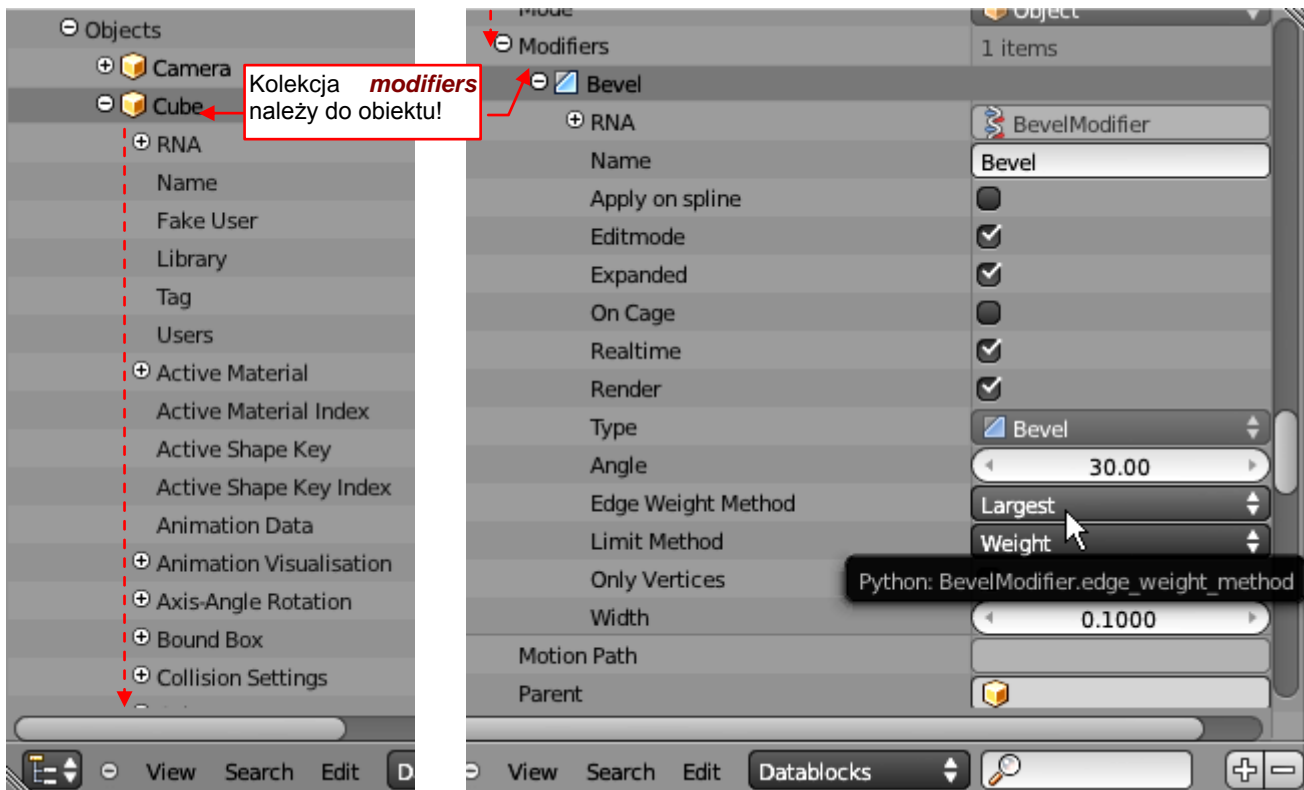 Objects
Camera
Cube
RNA
Name
Fake User
Library
Tag
Users
Active Material
Active Material Index
Active Shape Key
Active Shape Key Index
Animation Data
Animation Visualisation
Axis-Angle Rotation
Bound Box
Collision Settings
View Search Edit D
Kolekcja modifiers
należy do obiektu!
Mode Object
Modifiers 1 items
Bevel
RNA BevelModifier
Name Bevel
Apply on spline
Editmode
Expanded
On Cage
Realtime
Render
Type Bevel
Angle 30.00
Edge Weight Method Largest
Limit Method Weight
Only Vertices Python: BevelModifier.edge_weight_method
Width 0.1000
Motion Path
Parent
View Search Edit Datablocks